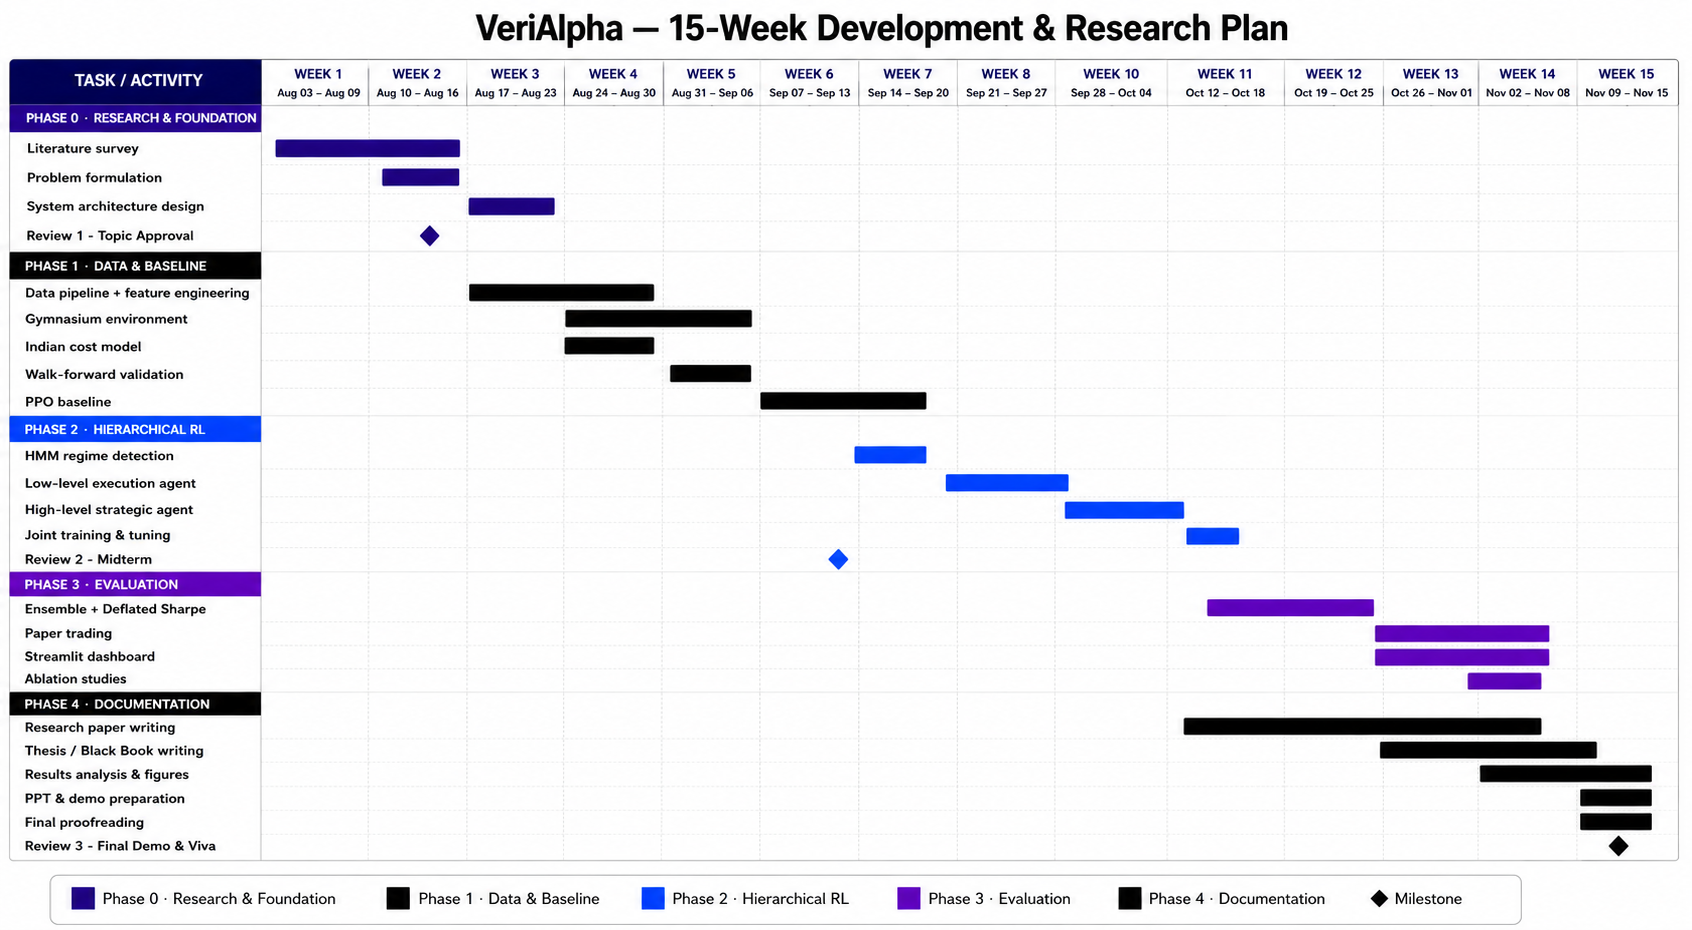 VeriAlpha — 15-Week Development & Research Plan
TASK / ACTIVITY
WEEK 1
Aug 03 – Aug 09
WEEK 2
Aug 10 – Aug 16
WEEK 3
Aug 17 – Aug 23
WEEK 4
Aug 24 – Aug 30
WEEK 5
Aug 31 – Sep 06
WEEK 6
Sep 07 – Sep 13
WEEK 7
Sep 14 – Sep 20
WEEK 8
Sep 21 – Sep 27
WEEK 10
Sep 28 – Oct 04
WEEK 11
Oct 12 – Oct 18
WEEK 12
Oct 19 – Oct 25
WEEK 13
Oct 26 – Nov 01
WEEK 14
Nov 02 – Nov 08
WEEK 15
Nov 09 – Nov 15
PHASE 0 · RESEARCH & FOUNDATION
Literature survey
Problem formulation
System architecture design
Review 1 - Topic Approval
PHASE 1 · DATA & BASELINE
Data pipeline + feature engineering
Gymnasium environment
Indian cost model
Walk-forward validation
PPO baseline
PHASE 2 · HIERARCHICAL RL
HMM regime detection
Low-level execution agent
High-level strategic agent
Joint training & tuning
Review 2 - Midterm
PHASE 3 · EVALUATION
Ensemble + Deflated Sharpe
Paper trading
Streamlit dashboard
Ablation studies
PHASE 4 · DOCUMENTATION
Research paper writing
Thesis / Black Book writing
Results analysis & figures
PPT & demo preparation
Final proofreading
Review 3 - Final Demo & Viva
Phase 0 · Research & Foundation
Phase 1 · Data & Baseline
Phase 2 · Hierarchical RL
Phase 3 · Evaluation
Phase 4 · Documentation
Milestone